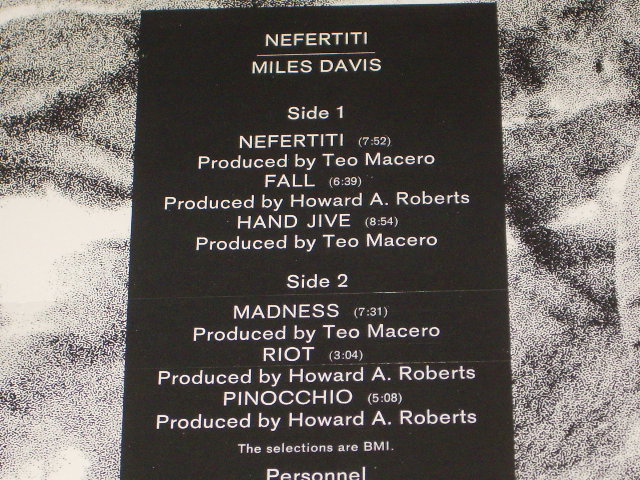 NEFERTITI
MILES DAVIS
Side 1
NEFERTITI (7:52)
Produced by Teo Macero
FALL (6:39)
Produced by Howard A. Roberts
HAND JIVE (8:54)
Produced by Teo Macero
Side 2
MADNESS (7:31)
Produced by Teo Macero
RIOT (3:04)
Produced by Howard A. Roberts
PINOCCHIO (5:08)
Produced by Howard A. Roberts
The selections are BMI.
Personnel